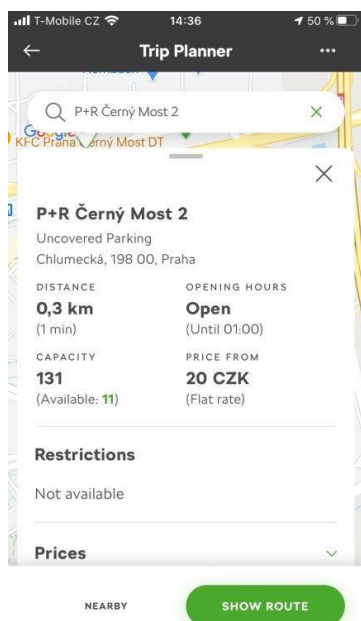 T-Mobile CZ 14:36 50 %
Trip Planner
P+R Černý Most 2
Google
KFC Praha Černý Most DT
P+R Černý Most 2
Uncovered Parking
Chlumecká, 198 00, Praha
DISTANCE OPENING HOURS
0,3 km Open
(1 min) (Until 01:00)
CAPACITY PRICE FROM
131 20 CZK
(Available: 11) (Flat rate)
Restrictions
Not available
Prices
NEARBY SHOW ROUTE